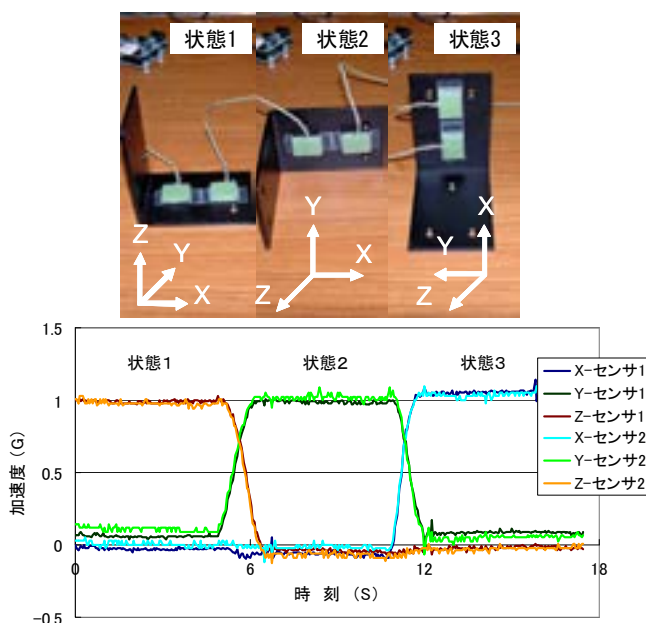 状態1
状態2
状態3
Z
Y
X
Y
X
Z
X
Y
Z
1.5
1
0.5
0
−0.5
加速度(G)
状態1
状態2
状態3
X-センサ1
Y-センサ1
Z-センサ1
X-センサ2
Y-センサ2
Z-センサ2
0
6
12
18
時 刻 (S)